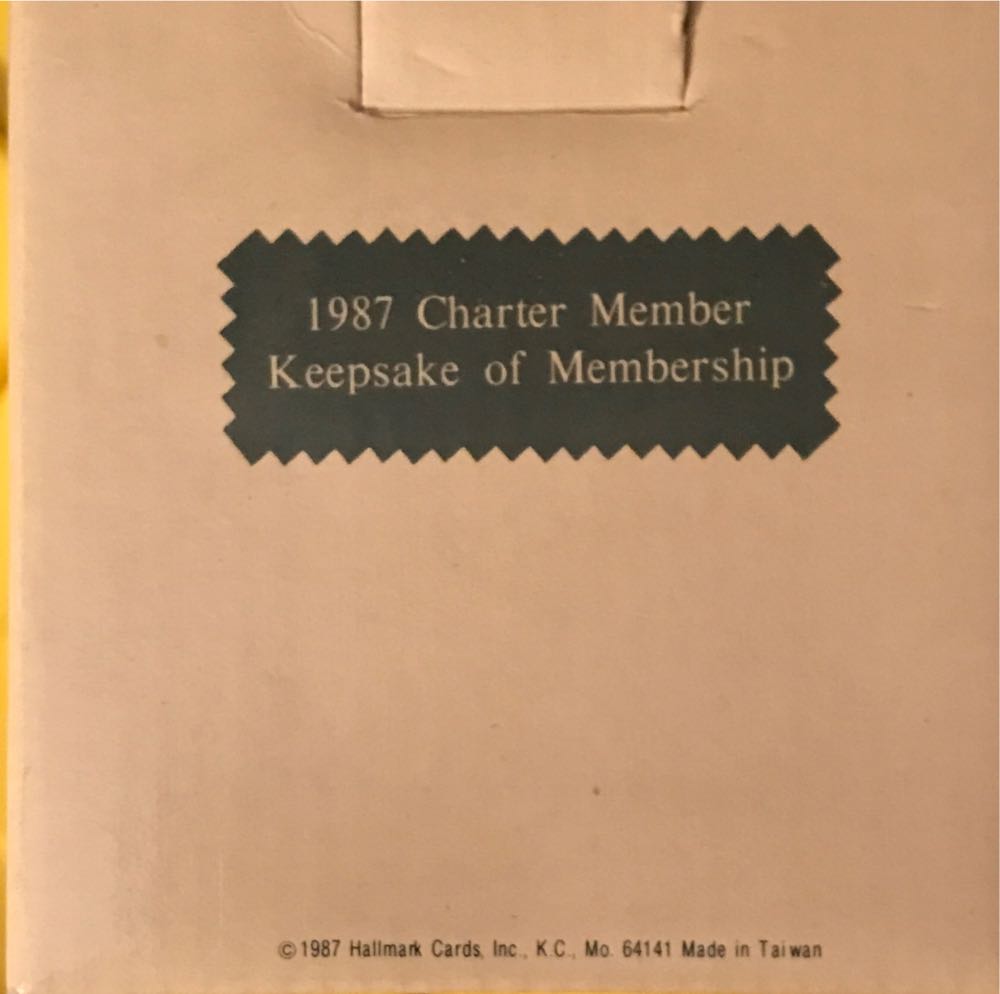 1987 Charter Member
Keepsake of Membership
©1987 Hallmark Cards, Inc., K.C., Mo. 64141 Made in Taiwan